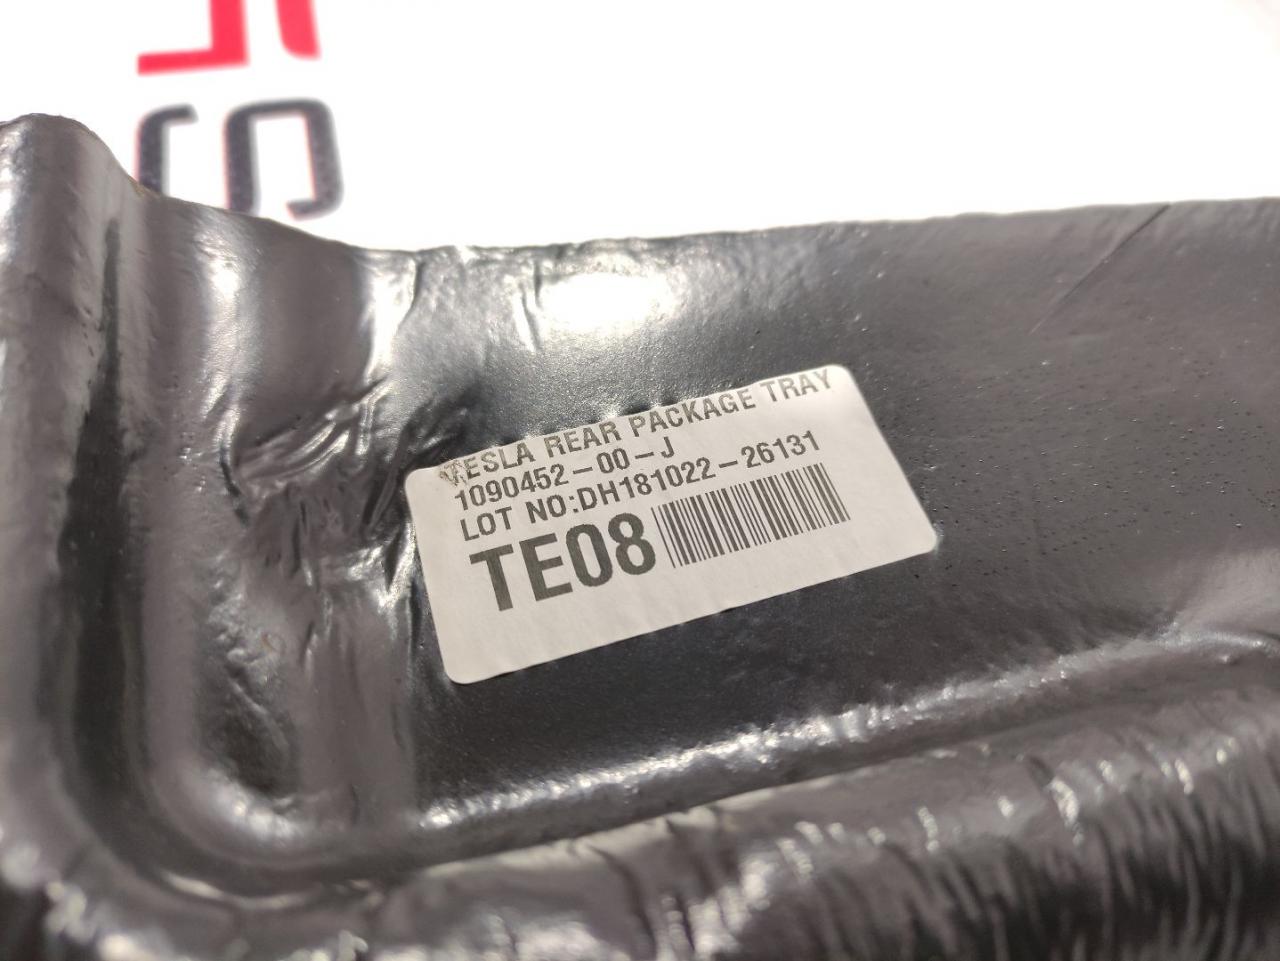 TESLA REAR PACKAGE TRAY
1090452-00-J
LOT NO:DH181022-26131
TE08